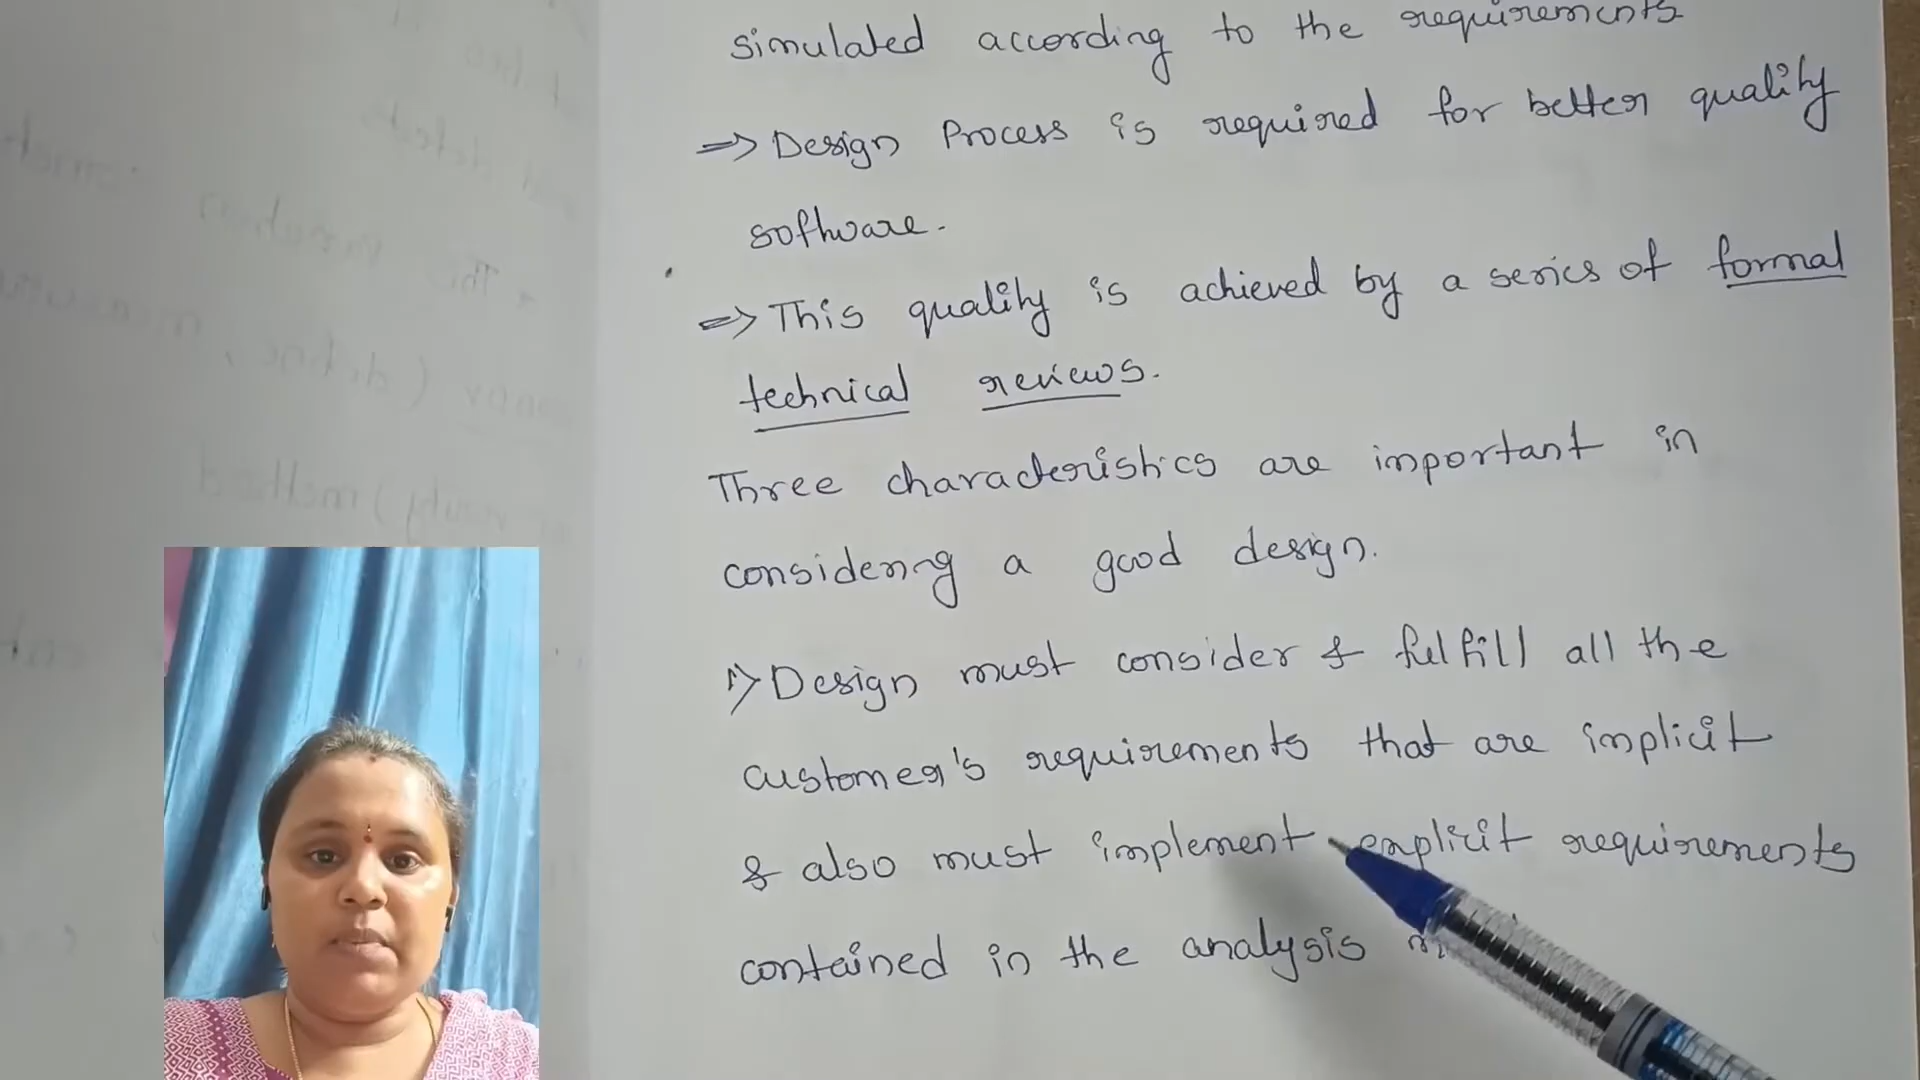 simulated according to the requirements
=> Design Process is required for better quality
software.
=> This quality is achieved by a series of formal
technical reviews.
Three characteristics are important in
considering a good design.
1) Design must consider & fulfill all the
customer's requirements that are implicit
& also must implement explicit requirements
contained in the analysis